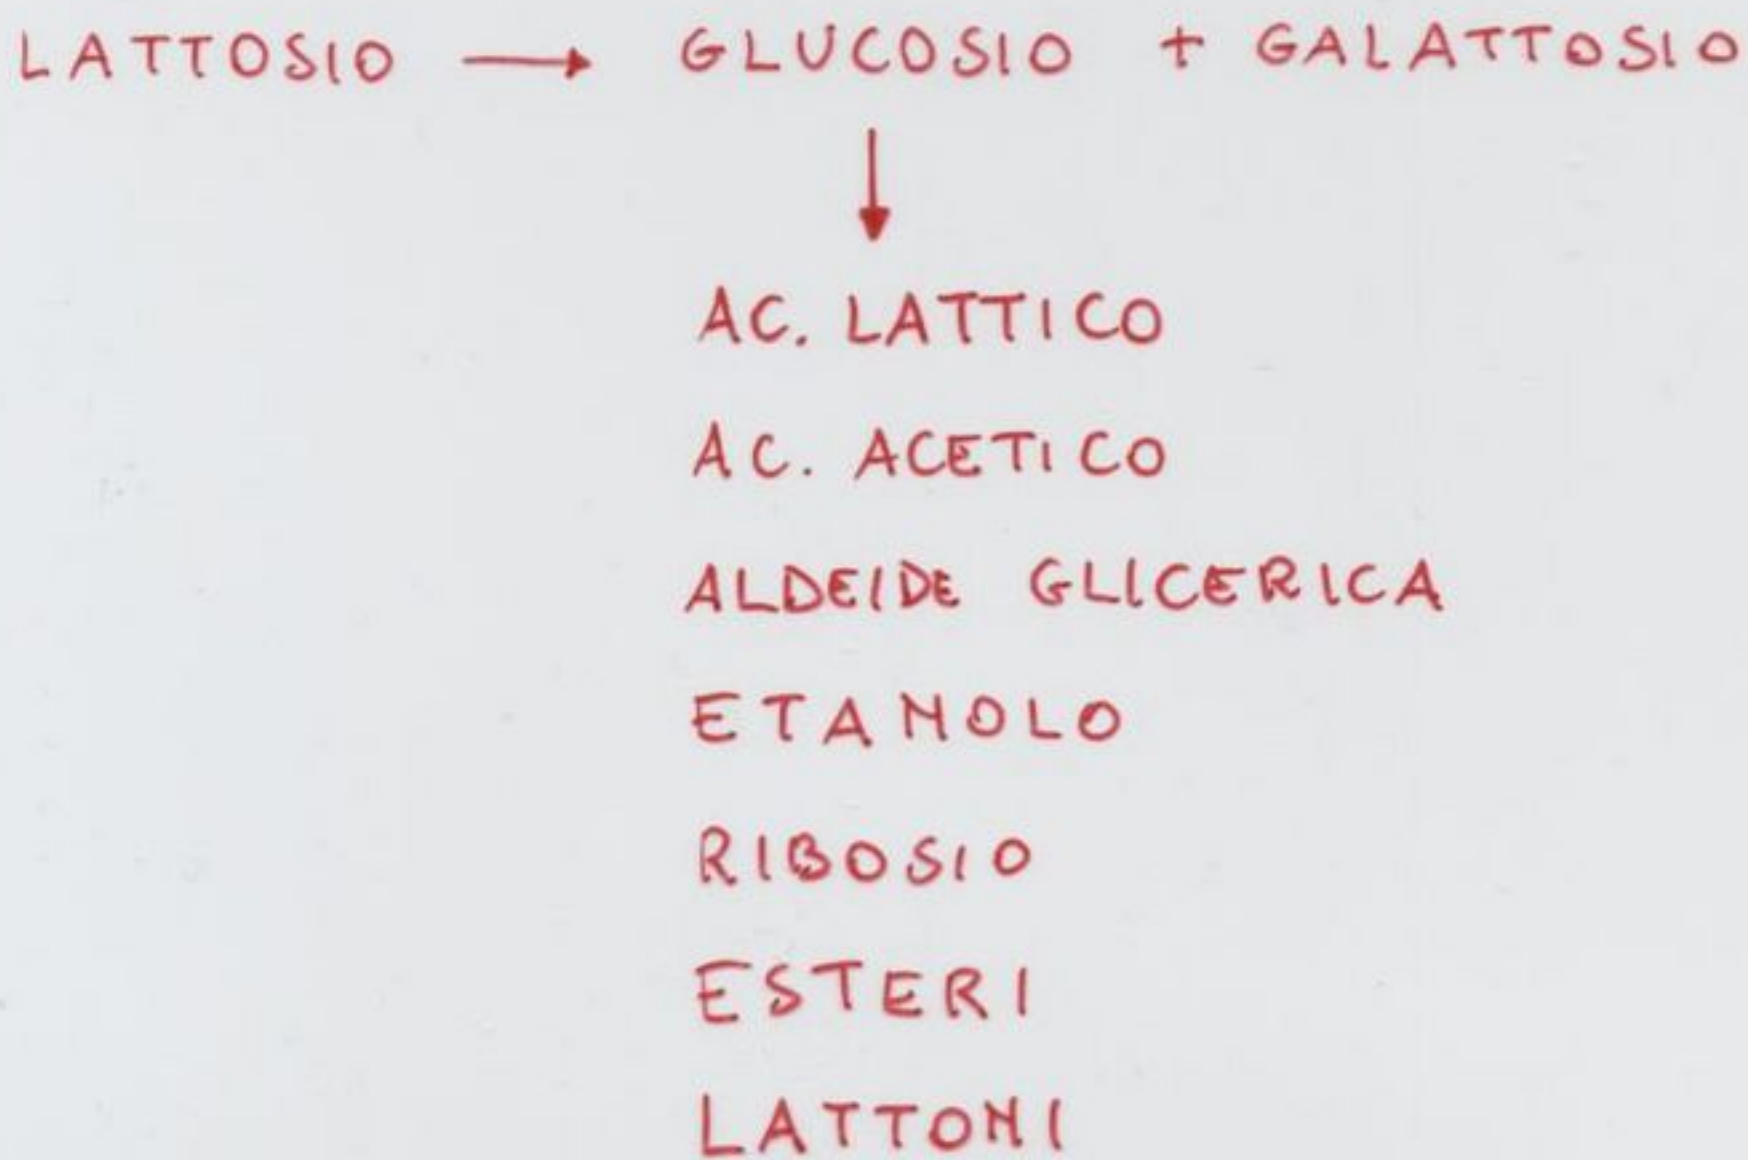 LATTOSIO → GLUCOSIO + GALATTOSIO
↓
AC. LATTICO
AC. ACETICO
ALDEIDE GLICERICA
ETANOLO
RIBOSIO
ESTERI
LATTONI